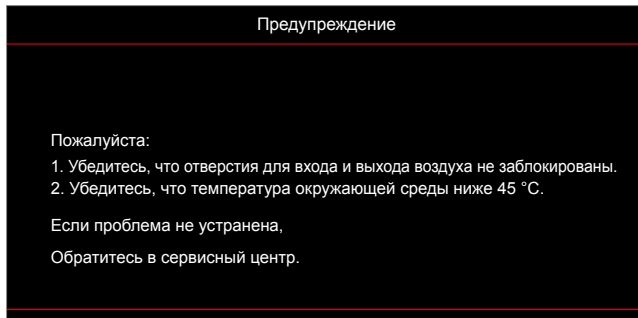 Предупреждение
Пожалуйста:
1. Убедитесь, что отверстия для входа и выхода воздуха не заблокированы.
2. Убедитесь, что температура окружающей среды ниже 45 °C.
Если проблема не устранена,
Обратитесь в сервисный центр.